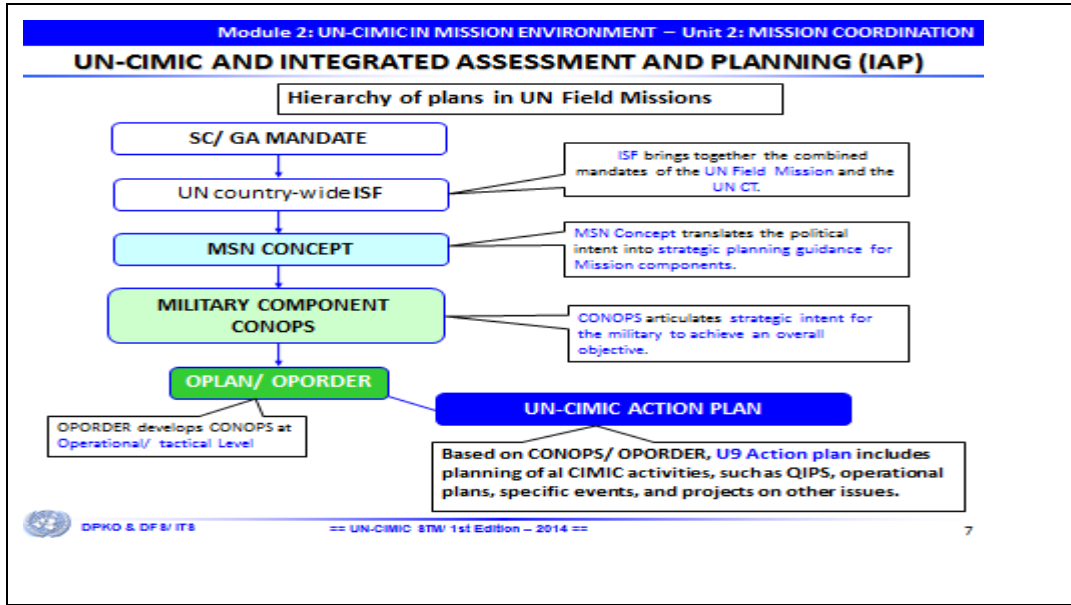 Module 2: UN-CIMIC IN MISSION ENVIRONMENT – Unit 2: MISSION COORDINATION
UN-CIMIC AND INTEGRATED ASSESSMENT AND PLANNING (IAP)
Hierarchy of plans in UN Field Missions
SC/ GA MANDATE
ISF brings together the combined
mandates of the UN Field Mission and the
UN CT.
UN country-wide ISF
MSN Concept translates the political
intent into strategic planning guidance for
Mission components.
MSN CONCEPT
MILITARY COMPONENT
CONOPS
CONOPS articulates strategic intent for
the military to achieve an overall
objective.
OPLAN/ OPORDER
UN-CIMIC ACTION PLAN
OPORDER develops CONOPS at
Operational/ tactical Level
Based on CONOPS/ OPORDER, U9 Action plan includes
planning of al CIMIC activities, such as QIPS, operational
plans, specific events, and projects on other issues.
DPKO & DFS/ ITS
== UN-CIMIC STM/ 1st Edition – 2014 ==
7